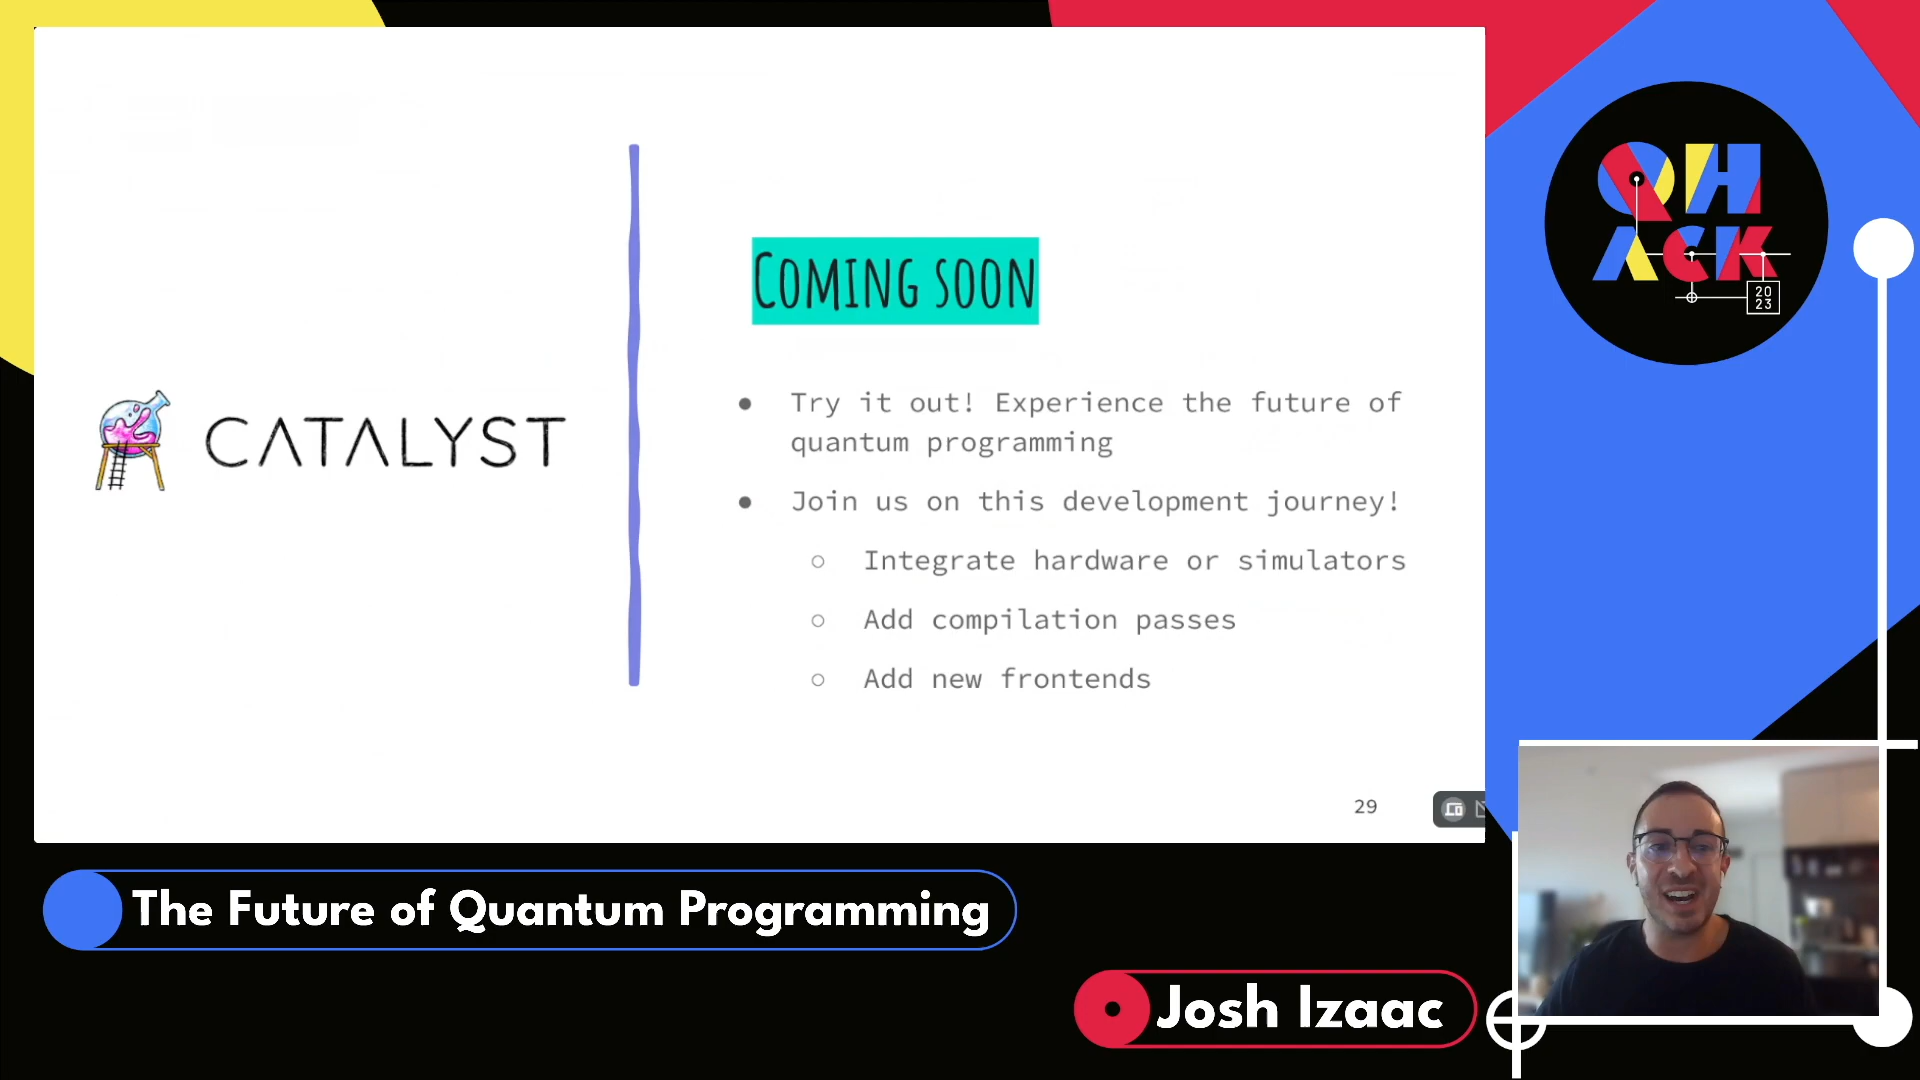 COMING SOON
CATALYST
● Try it out! Experience the future of
quantum programming
● Join us on this development journey!
○ Integrate hardware or simulators
○ Add compilation passes
○ Add new frontends
29
QH
ACK
20
23
The Future of Quantum Programming
Josh Izaac